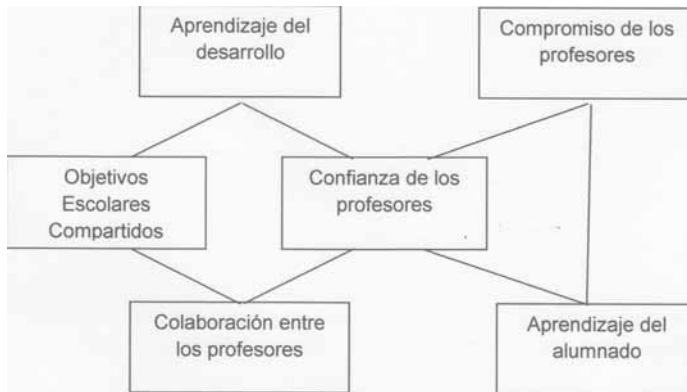 Aprendizaje del
desarrollo
Compromiso de los
profesores
Objetivos
Escolares
Compartidos
Confianza de los
profesores
Colaboración entre
los profesores
Aprendizaje del
alumnado